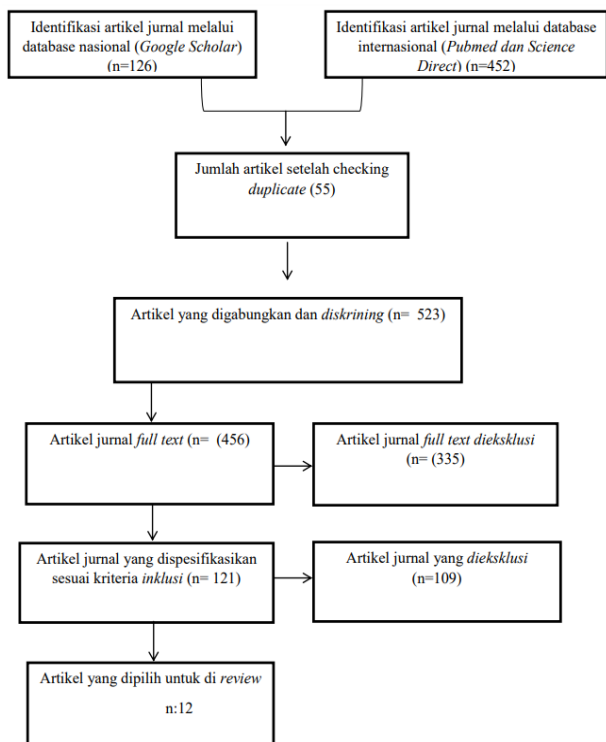 Identifikasi artikel jurnal melalui
database nasional (Google Scholar)
(n=126)
Identifikasi artikel jurnal melalui database
internasional (Pubmed dan Science
Direct) (n=452)
Jumlah artikel setelah checking
duplicate (55)
Artikel yang digabungkan dan diskrining (n=  523)
Artikel jurnal full text (n=  (456)
Artikel jurnal full text dieksklusi
(n= (335)
Artikel jurnal yang dispesifikasikan
sesuai kriteria inklusi (n= 121)
Artikel jurnal yang dieksklusi
(n=109)
Artikel yang dipilih untuk di review
n:12